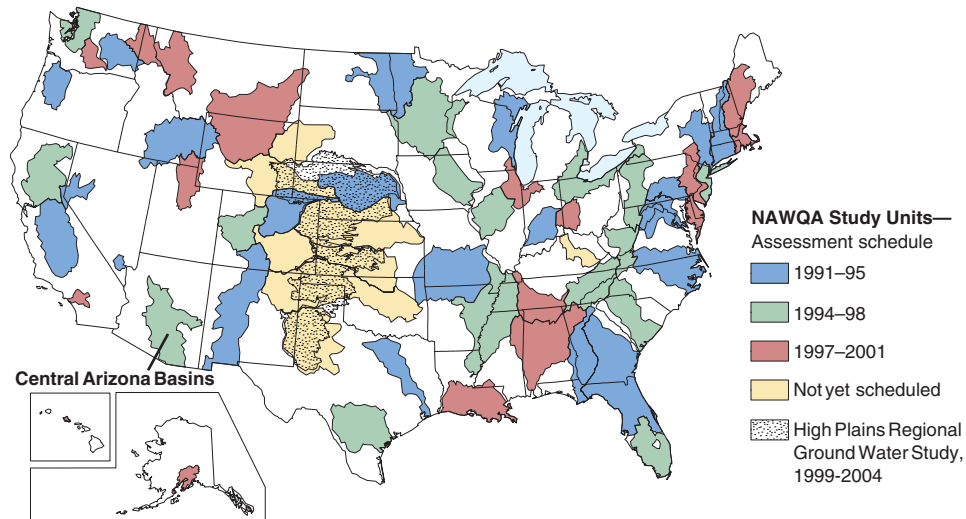 NAWQA Study Units—
Assessment schedule
1991–95
1994–98
1997–2001
Not yet scheduled
High Plains Regional
Ground Water Study,
1999-2004
Central Arizona Basins